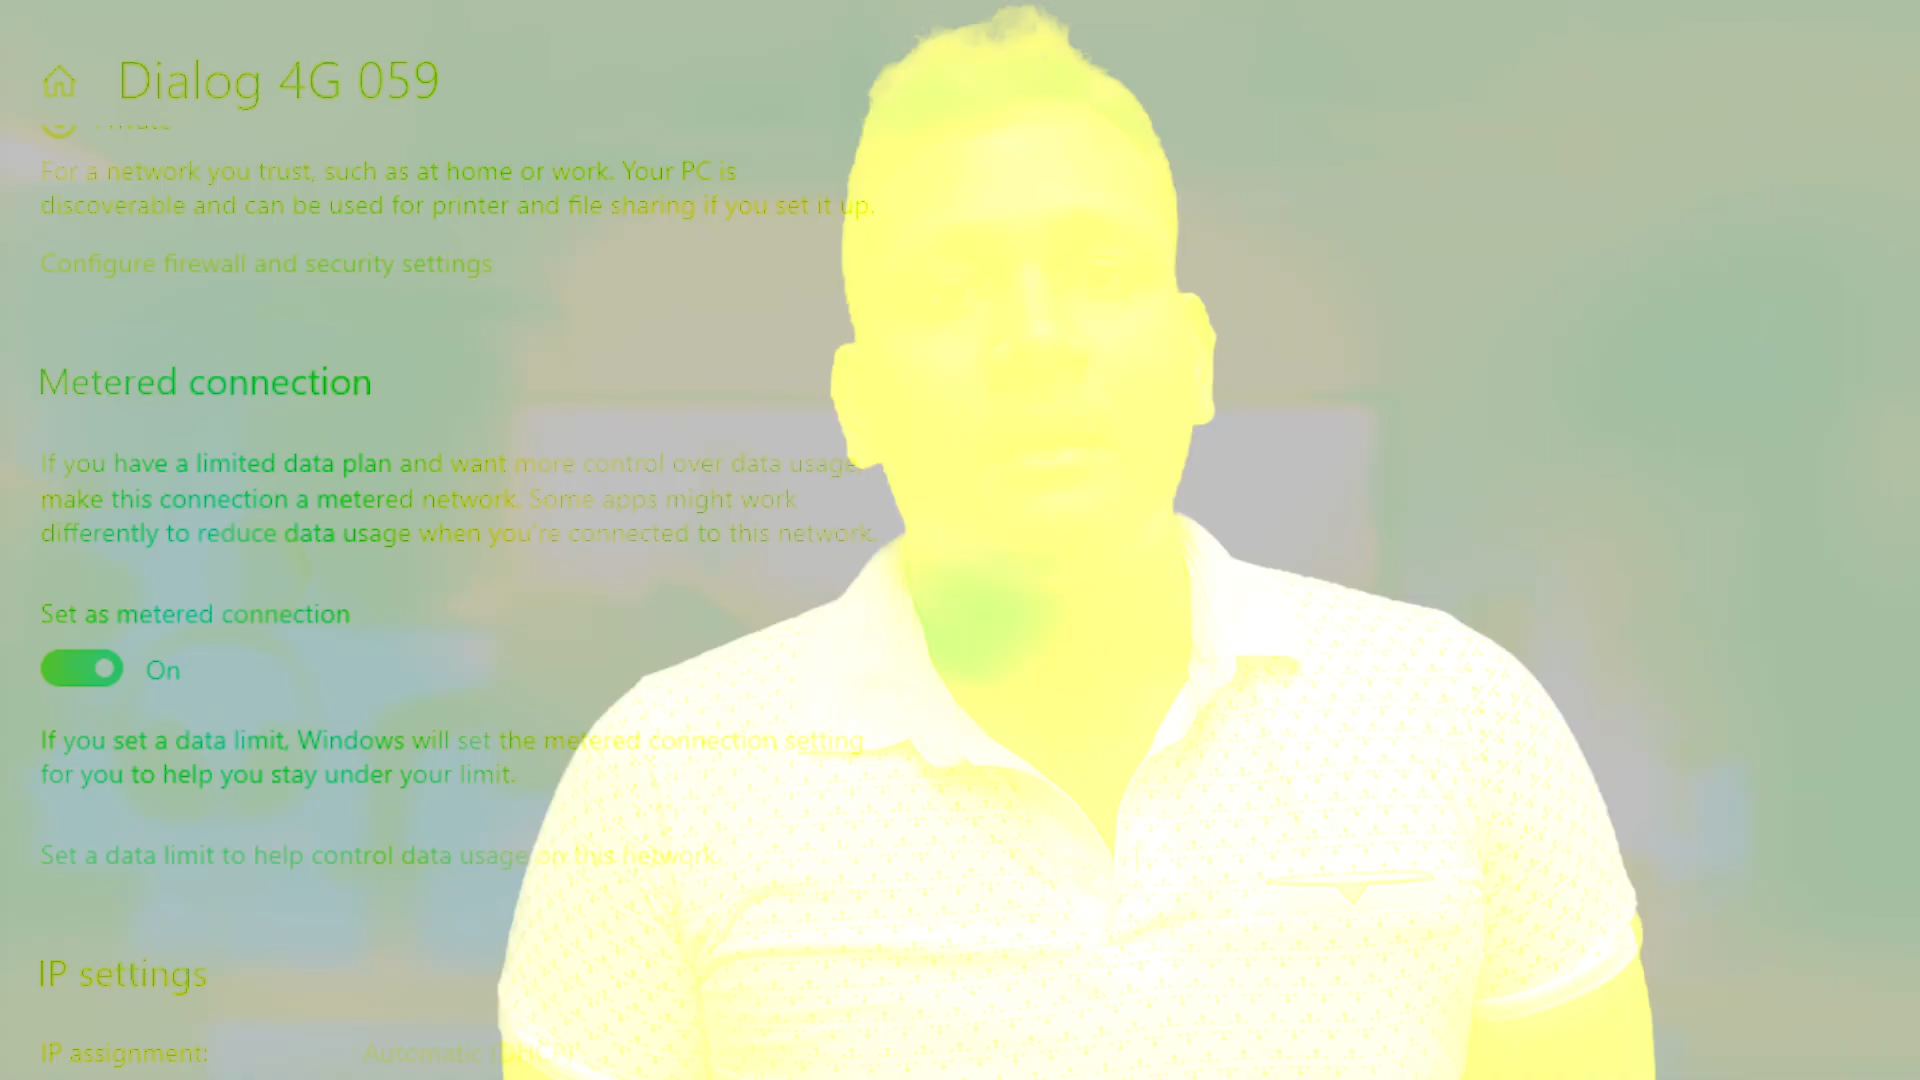 Dialog 4G 059
Private
For a network you trust, such as at home or work. Your PC is
discoverable and can be used for printer and file sharing if you set it up.
Configure firewall and security settings
Metered connection
If you have a limited data plan and want more control over data usage
make this connection a metered network. Some apps might work
differently to reduce data usage when you're connected to this network.
Set as metered connection
On
If you set a data limit, Windows will set the metered connection setting
for you to help you stay under your limit.
Set a data limit to help control data usage on this network.
IP settings
IP assignment:
Automatic (DHCP)